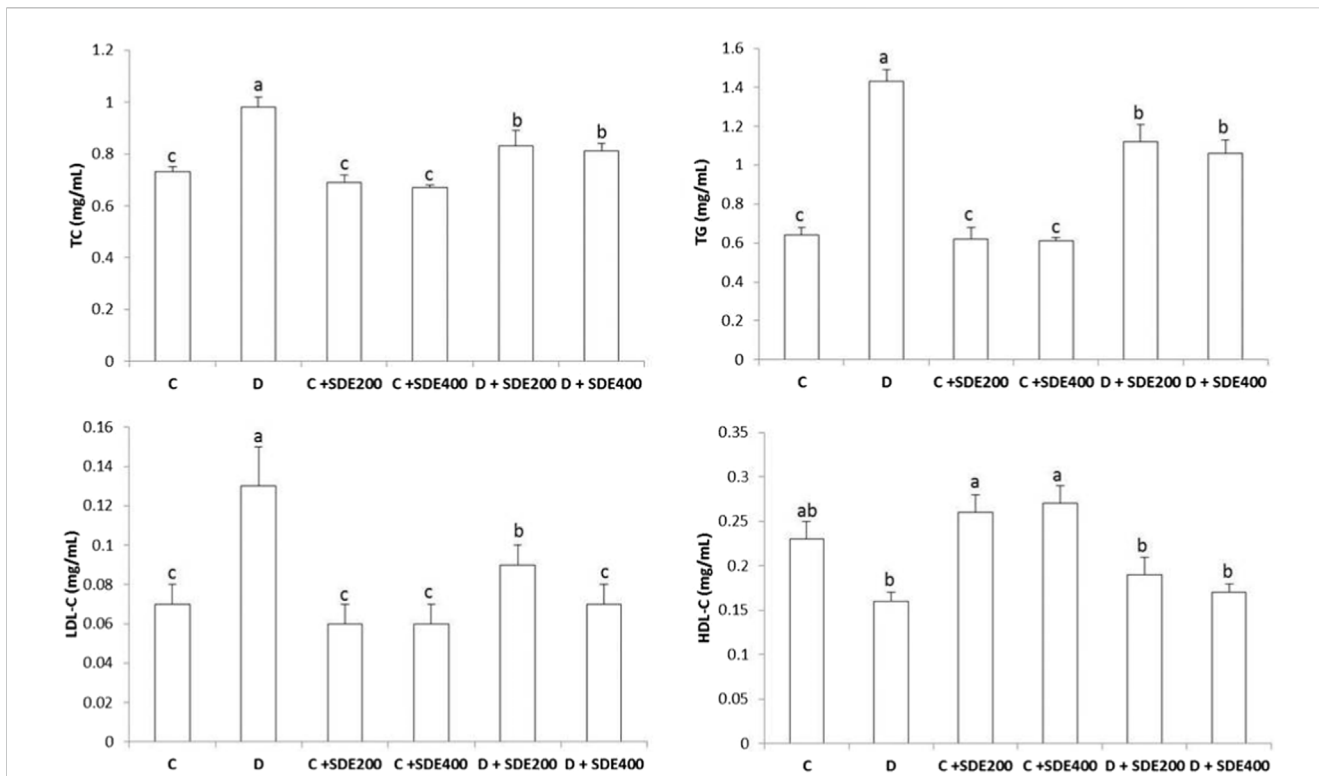 TC (mg/mL)
1.2
1
0.8
0.6
0.4
0.2
0
c
a
c
c
b
b
C D C +SDE200 C +SDE400 D + SDE200 D + SDE400
TG (mg/mL)
1.6
1.4
1.2
1
0.8
0.6
0.4
0.2
0
c
a
c
c
b
b
C D C +SDE200 C +SDE400 D + SDE200 D + SDE400
LDL-C (mg/mL)
0.16
0.14
0.12
0.1
0.08
0.06
0.04
0.02
0
c
a
c
c
b
c
C D C +SDE200 C +SDE400 D + SDE200 D + SDE400
HDL-C (mg/mL)
0.35
0.3
0.25
0.2
0.15
0.1
0.05
0
ab
b
a
a
b
b
C D C +SDE200 C +SDE400 D + SDE200 D + SDE400